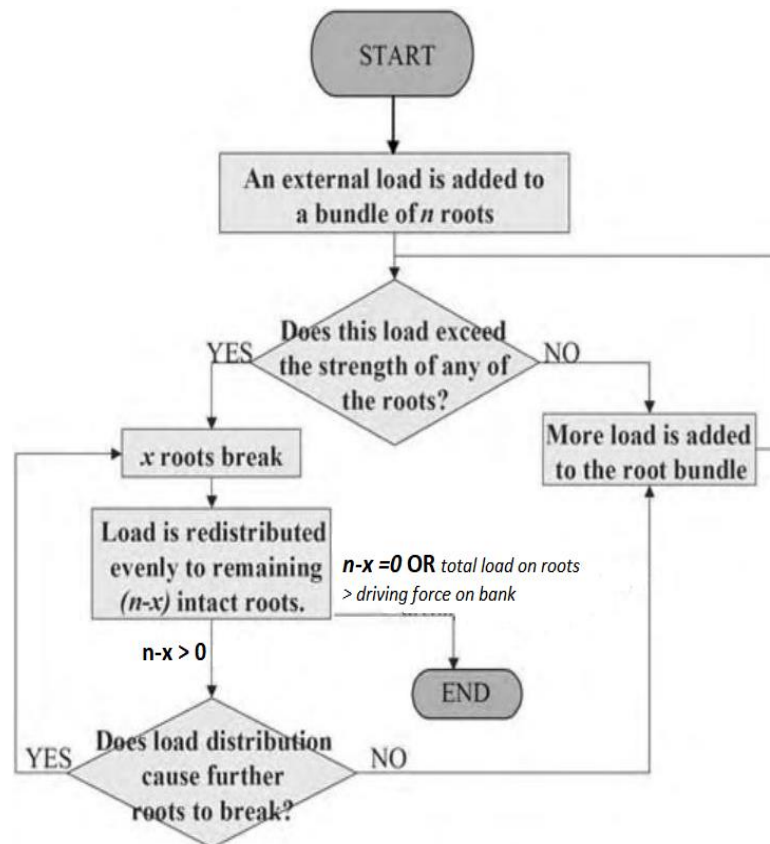 START
An external load is added to
a bundle of n roots
Does this load exceed
the strength of any of
the roots?
YES
NO
x roots break
More load is added
to the root bundle
Load is redistributed
evenly to remaining
(n-x) intact roots.
n-x =0 OR total load on roots
> driving force on bank
n-x > 0
END
Does load distribution
cause further
roots to break?
YES
NO